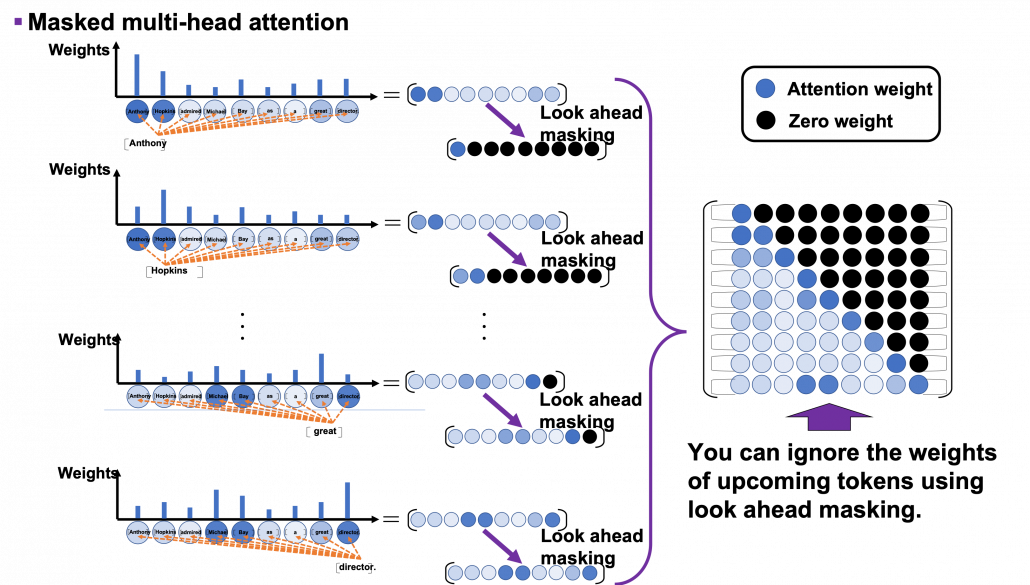 ▪ Masked multi-head attention
Weights
Anthony Hopkins admired Michael Bay as a great director.
=
Look ahead
masking
Anthony
Weights
Anthony Hopkins admired Michael Bay as a great director.
=
Look ahead
masking
Hopkins
Weights
Anthony Hopkins admired Michael Bay as a great director.
=
Look ahead
masking
great
Weights
Anthony Hopkins admired Michael Bay as a great director.
=
Look ahead
masking
director.
Attention weight
Zero weight
You can ignore the weights
of upcoming tokens using
look ahead masking.